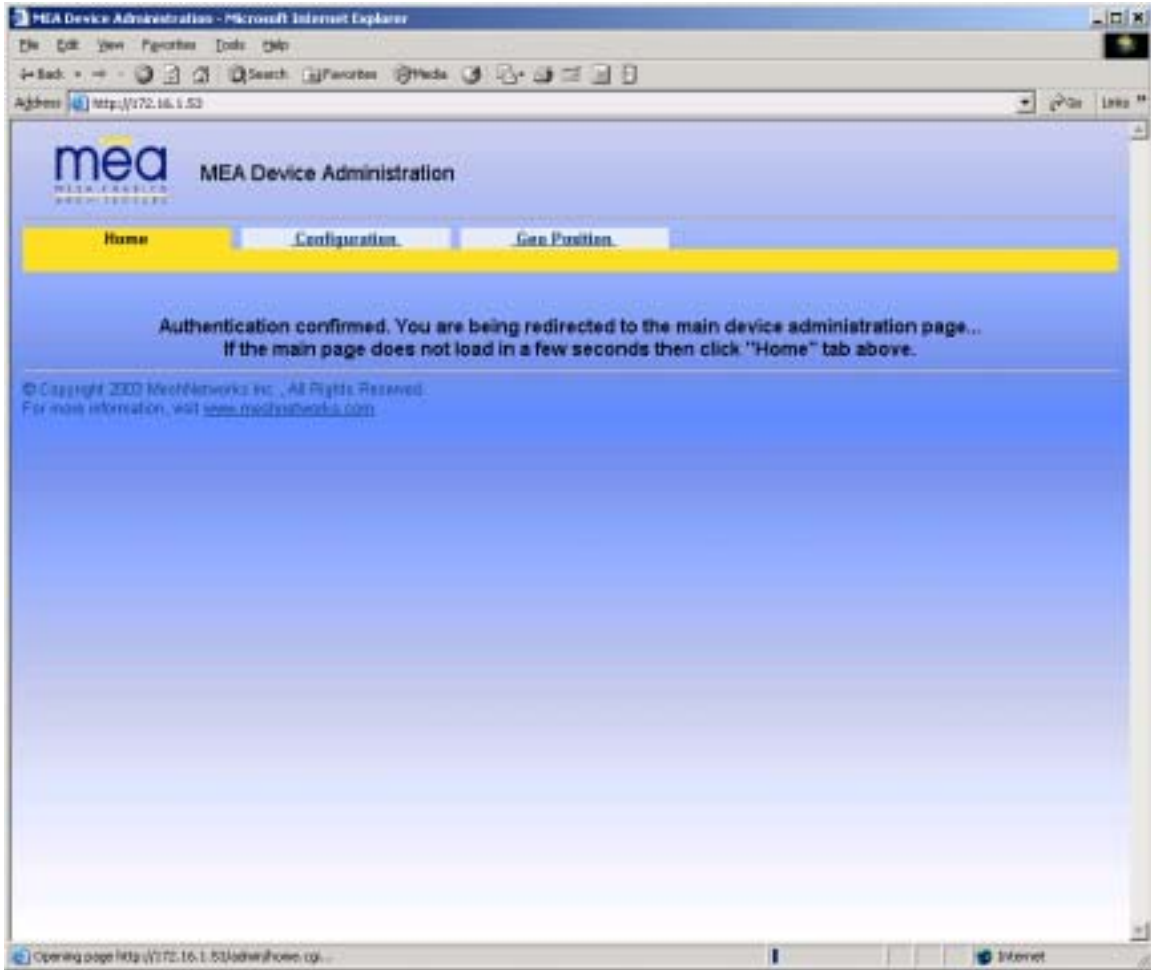 MEA Device Administration - Microsoft Internet Explorer
File Edit View Favorites Tools Help
Back Search Favorites Media
Address http://172.16.1.53 Go Links »
mea
MESH ENABLED
ARCHITECTURE
MEA Device Administration
Home Configuration Geo Position
Authentication confirmed. You are being redirected to the main device administration page...
If the main page does not load in a few seconds then click "Home" tab above.
© Copyright 2003 MeshNetworks Inc., All Rights Reserved.
For more information, visit www.meshnetworks.com
Opening page http://172.16.1.53/admin/home.cgi... Internet